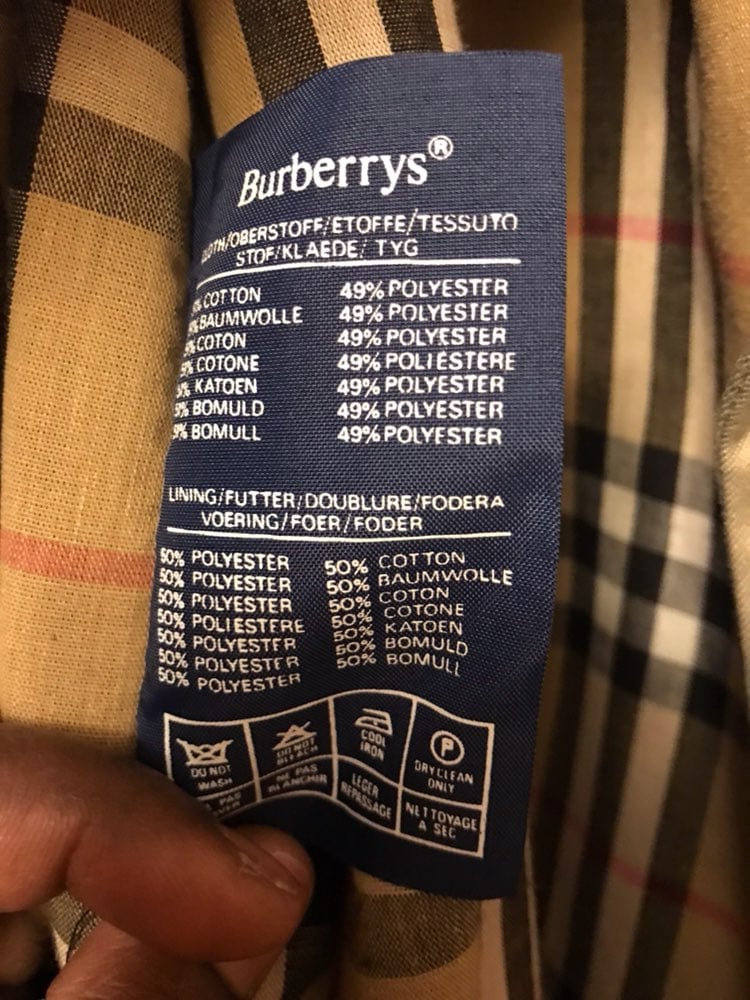 Burberrys®
/OBERSTOFF/ETOFFE/TESSUTO
STOF/KLAEDE/ TYG
% COTTON 49% POLYESTER
% BAUMWOLLE 49% POLYESTER
% COTON 49% POLYESTER
% COTONE 49% POLIESTERE
% KATOEN 49% POLYESTER
% BOMULD 49% POLYESTER
% BOMULL 49% POLYESTER
LINING/FUTTER/DOUBLURE/FODERA
VOERING/FOER/FODER
50% POLYESTER 50% COTTON
50% POLYESTER 50% BAUMWOLLE
50% POLYESTER 50% COTON
50% POLIESTERE 50% COTONE
50% POLYESTER 50% KATOEN
50% POLYESTER 50% BOMULD
50% POLYESTER 50% BOMULL
DO NOT
WASH
DO NOT
BLEACH
COOL
IRON
P
DRY CLEAN
ONLY
PAS
NE PAS
BLANCHIR
LEGER
REPASSAGE
NETTOYAGE
A SEC